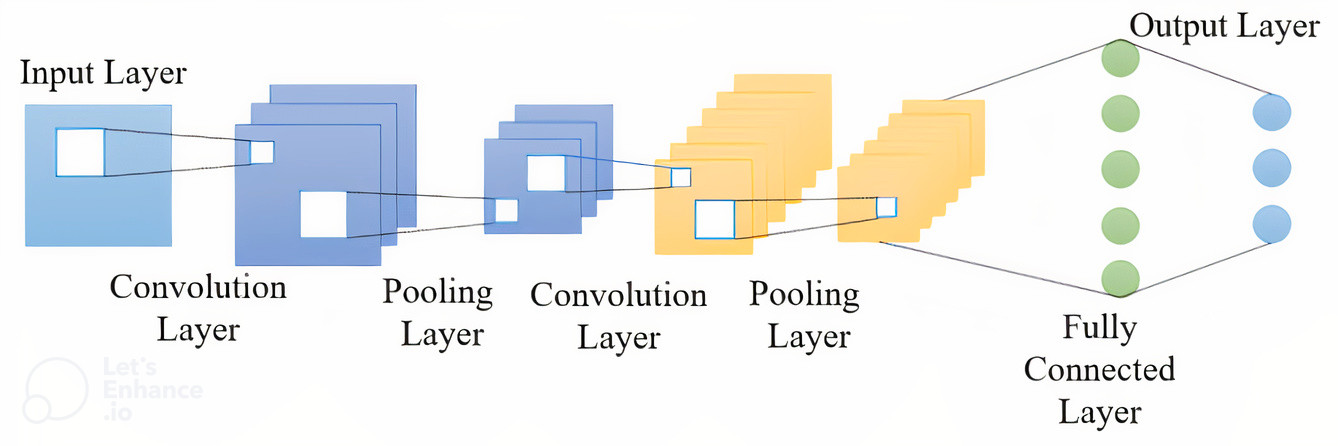 Output Layer
Input Layer
Convolution
Layer
Pooling
Layer
Convolution
Layer
Pooling
Layer
Fully
Connected
Layer
Let's
Enhance
.io